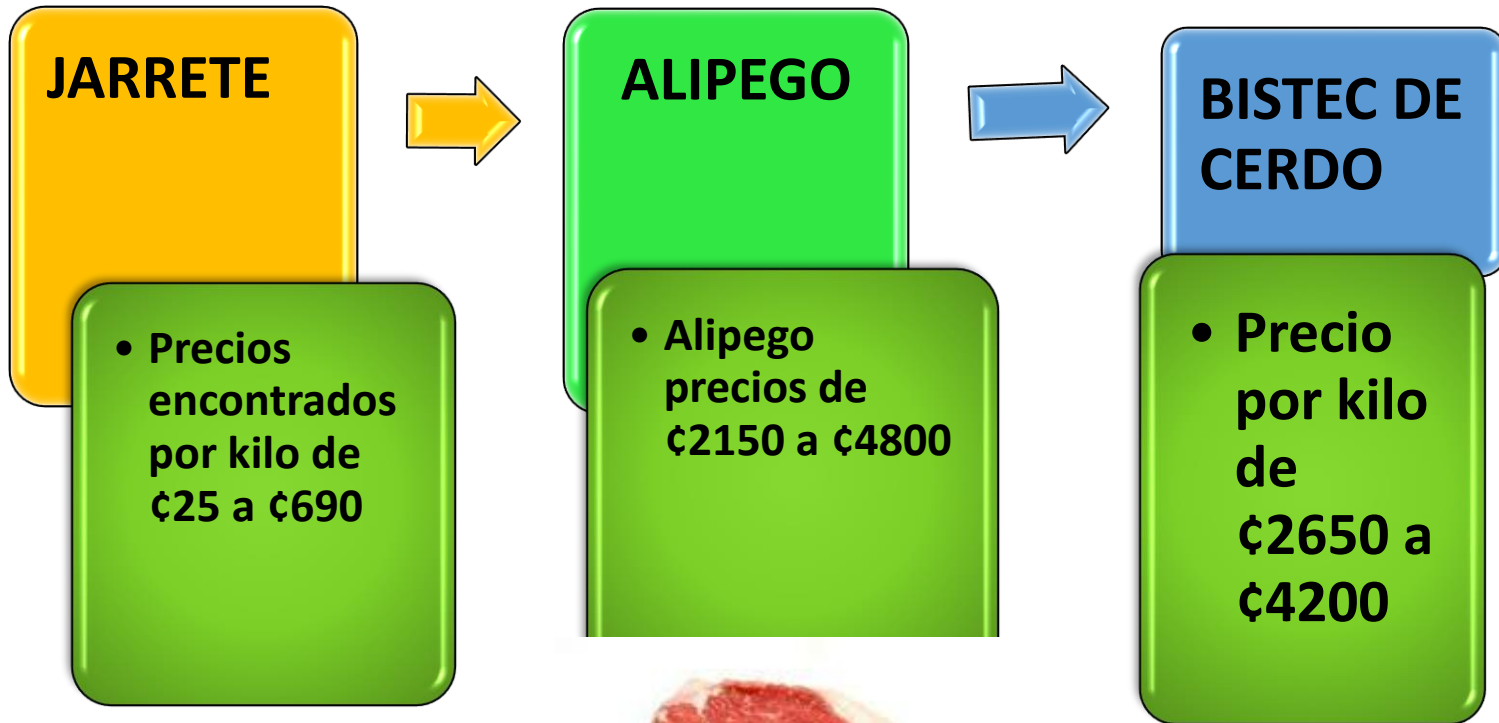 JARRETE
• Precios
encontrados
por kilo de
¢25 a ¢690
ALIPEGO
• Alipego
precios de
¢2150 a ¢4800
BISTEC DE
CERDO
• Precio
por kilo
de
¢2650 a
¢4200